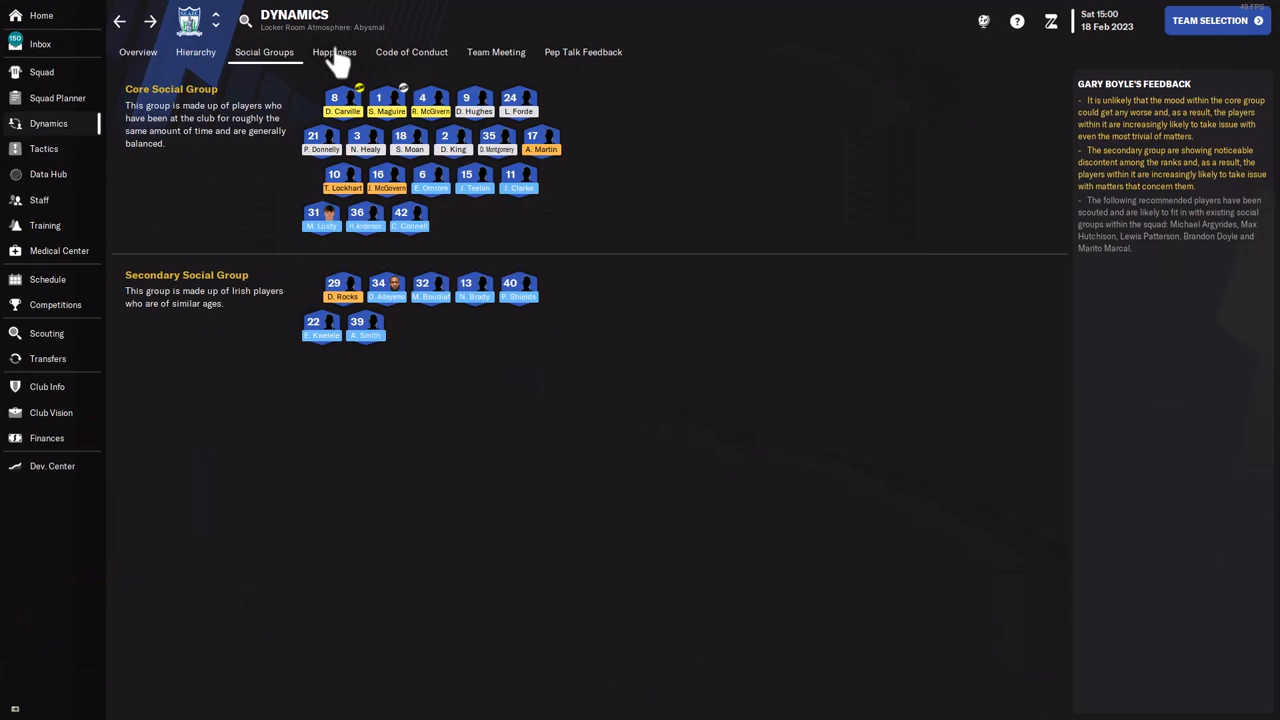 49 FPS
Home
150
Inbox
Squad
Squad Planner
Dynamics
Tactics
Data Hub
Staff
Training
Medical Center
Schedule
Competitions
Scouting
Transfers
Club Info
Club Vision
Finances
Dev. Center
DYNAMICS
Locker Room Atmosphere: Abysmal
Sat 15:00
18 Feb 2023
TEAM SELECTION
Overview Hierarchy Social Groups Happiness Code of Conduct Team Meeting Pep Talk Feedback
Core Social Group
This group is made up of players who
have been at the club for roughly the
same amount of time and are generally
balanced.
8 1 4 9 24
D. Carville S. Maguire R. McGivern D. Hughes L. Forde
21 3 18 2 35 17
P. Donnelly N. Healy S. Moan D. King D. Montgomery A. Martin
10 16 6 15 11
T. Lockhart J. McGovern E. Omrore J. Teelan J. Clarke
31 36 42
M. Lusty H. Anderson C. Connell
Secondary Social Group
This group is made up of Irish players
who are of similar ages.
29 34 32 13 40
D. Rocks O. Adeyemo M. Boudiaf N. Brady P. Shields
22 39
E. Kwelele A. Smith
GARY BOYLE'S FEEDBACK
- It is unlikely that the mood within the core group
could get any worse and, as a result, the players
within it are increasingly likely to take issue with
even the most trivial of matters.
- The secondary group are showing noticeable
discontent among the ranks and, as a result, the
players within it are increasingly likely to take issue
with matters that concern them.
- The following recommended players have been
scouted and are likely to fit in with existing social
groups within the squad: Michael Argyrides, Max
Hutchison, Lewis Patterson, Brandon Doyle and
Marito Marcal.